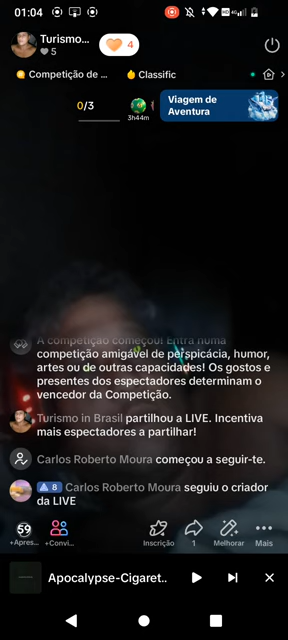 01:04
4G
Turismo...
5
4
Competição de ...
Classific
0/3
3h44m
Viagem de
Aventura
A competição começou! Entra numa
competição amigável de perspicácia, humor,
artes ou de outras capacidades! Os gostos e
presentes dos espectadores determinam o
vencedor da Competição.
Turismo in Brasil partilhou a LIVE. Incentiva
mais espectadores a partilhar!
Carlos Roberto Moura começou a seguir-te.
8 Carlos Roberto Moura seguiu o criador
da LIVE
59
+Apres...
+Convi...
Inscrição
1
Melhorar
Mais
Apocalypse-Cigaret..